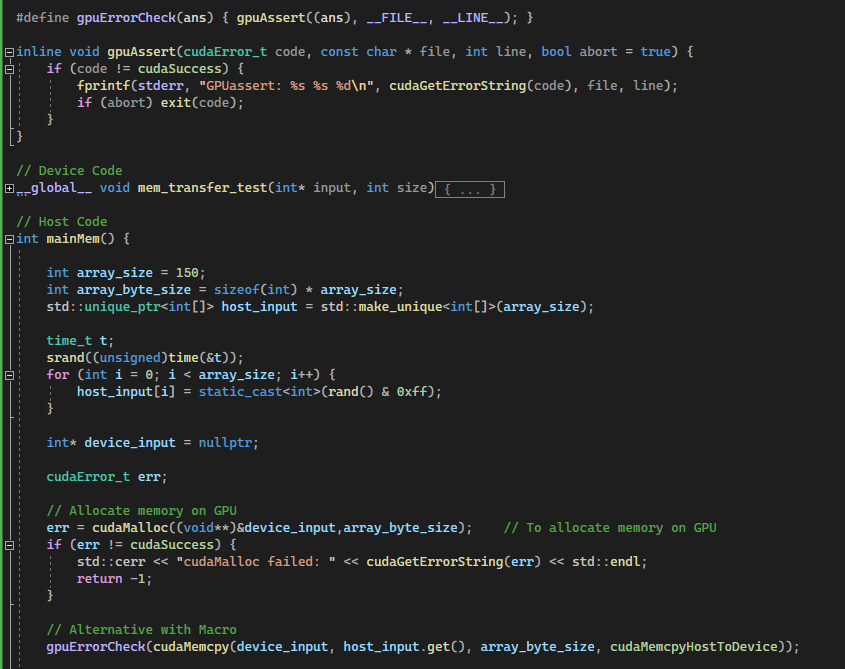 #define gpuErrorCheck(ans) { gpuAssert((ans), __FILE__, __LINE__); }
inline void gpuAssert(cudaError_t code, const char * file, int line, bool abort = true) {
if (code != cudaSuccess) {
fprintf(stderr, "GPUassert: %s %s %d\n", cudaGetErrorString(code), file, line);
if (abort) exit(code);
}
}
// Device Code
__global__ void mem_transfer_test(int* input, int size){ ... }
// Host Code
int mainMem() {
int array_size = 150;
int array_byte_size = sizeof(int) * array_size;
std::unique_ptr<int[]> host_input = std::make_unique<int[]>(array_size);
time_t t;
srand((unsigned)time(&t));
for (int i = 0; i < array_size; i++) {
host_input[i] = static_cast<int>(rand() & 0xff);
}
int* device_input = nullptr;
cudaError_t err;
// Allocate memory on GPU
err = cudaMalloc((void**)&device_input,array_byte_size);    // To allocate memory on GPU
if (err != cudaSuccess) {
std::cerr << "cudaMalloc failed: " << cudaGetErrorString(err) << std::endl;
return -1;
}
// Alternative with Macro
gpuErrorCheck(cudaMemcpy(device_input, host_input.get(), array_byte_size, cudaMemcpyHostToDevice));